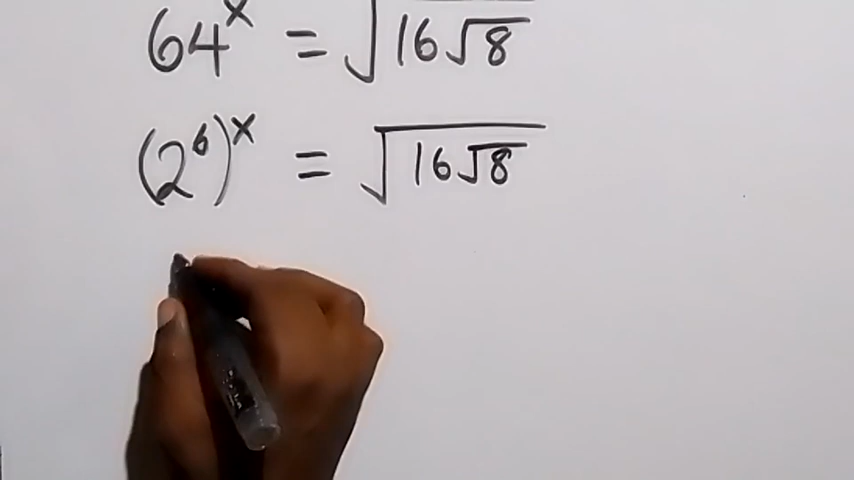 64^x = √(16√8)
(2^6)^x = √(16√8)